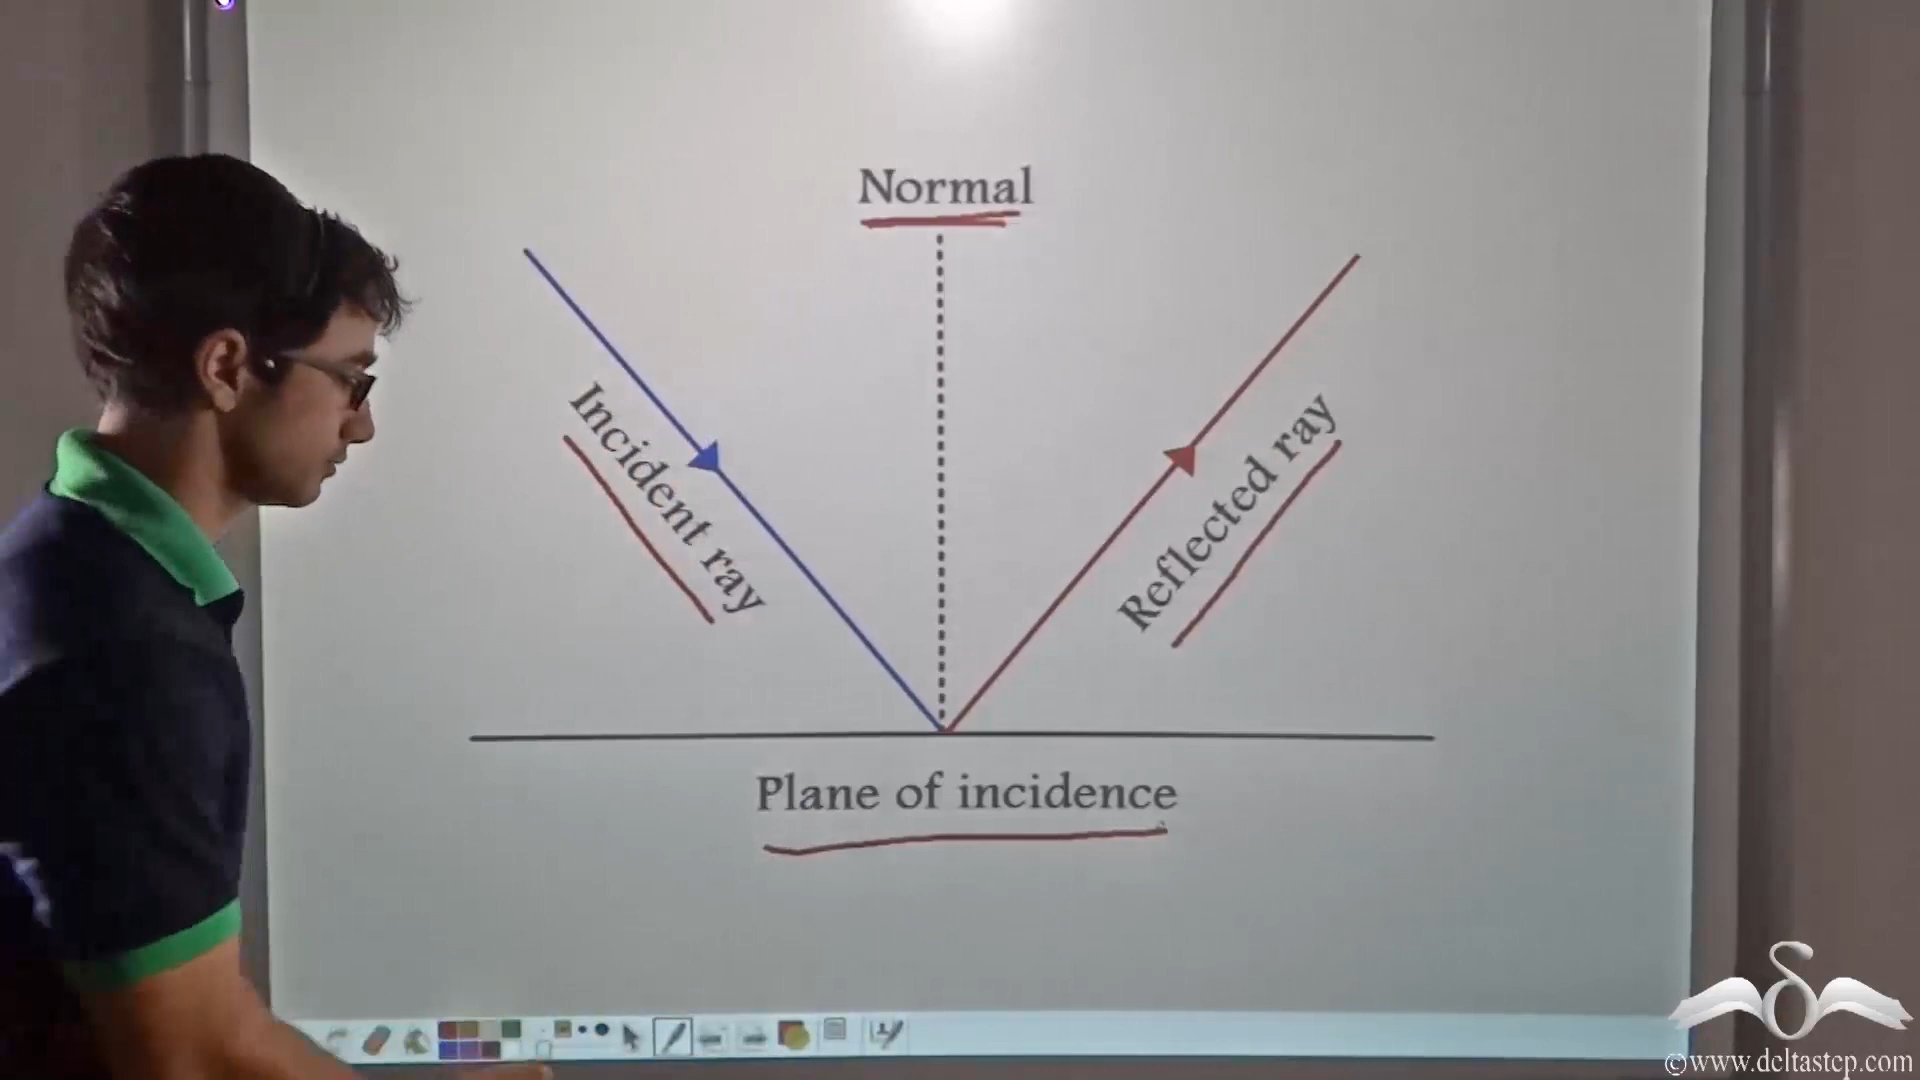 Normal
Incident ray
Reflected ray
Plane of incidence
©www.deltastep.com